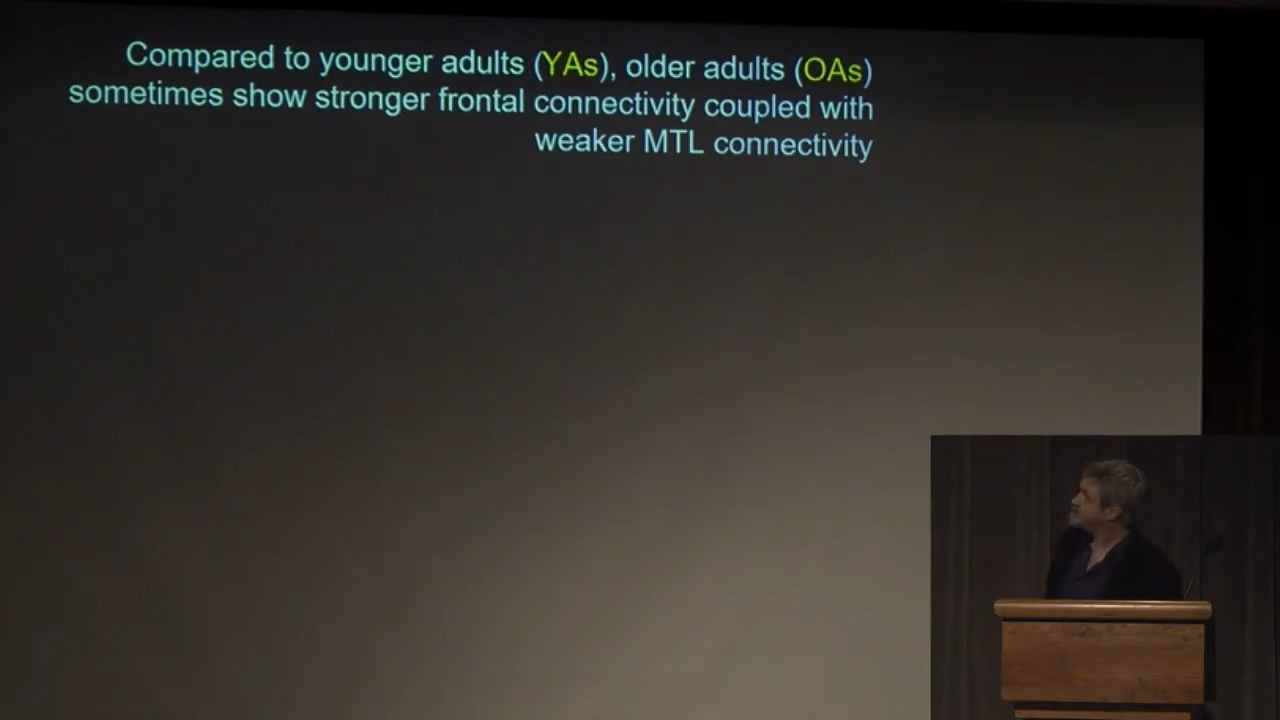 Compared to younger adults (YAs), older adults (OAs)
sometimes show stronger frontal connectivity coupled with
weaker MTL connectivity